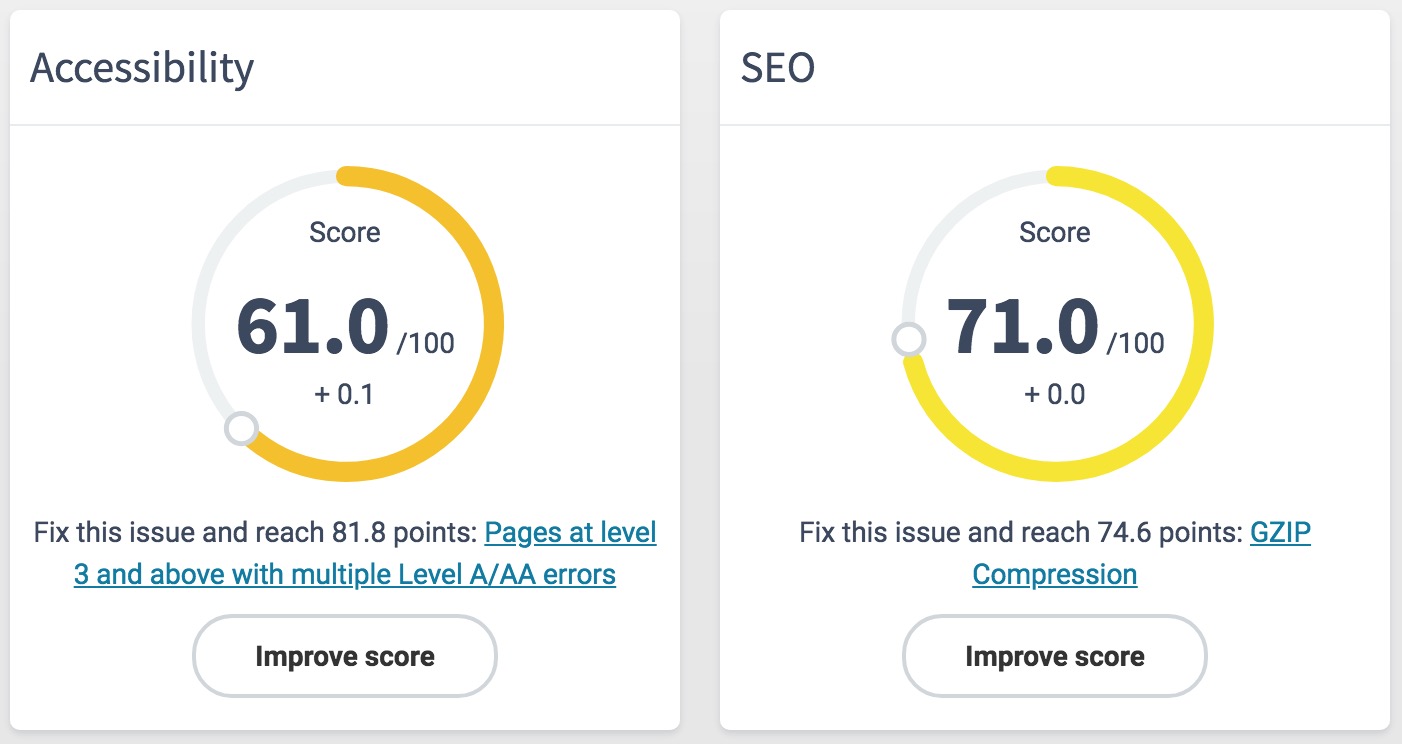 Accessibility
Score
61.0 /100
+ 0.1
Fix this issue and reach 81.8 points: Pages at level
3 and above with multiple Level A/AA errors
Improve score
SEO
Score
71.0 /100
+ 0.0
Fix this issue and reach 74.6 points: GZIP
Compression
Improve score